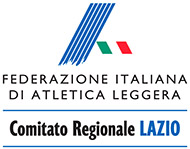 FEDERAZIONE ITALIANA
DI ATLETICA LEGGERA
Comitato Regionale LAZIO